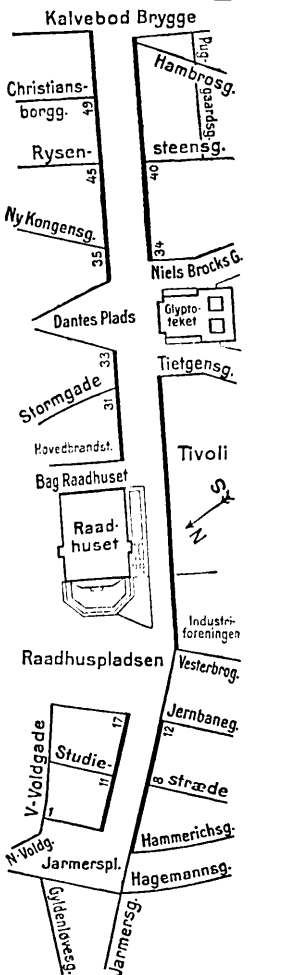 Kalvebod Brygge
Pug-
gaardsg.
Hambrosg.
Christians-
borgg.
49
Rysen-
steensg.
45
40
Ny Kongensg.
35
34
Niels Brocks G.
Dantes Plads
Glypto-
teket
33
Tietgensg.
Stormgade
31
Hovedbrandst.
Tivoli
Bag Raadhuset
S
N
Raad-
huset
Industri-
foreningen
Raadhuspladsen
Vesterbrog.
Jernbaneg.
17
12
V-Voldgade
Studie-
stræde
11
8
1
Hammerichsg.
N-Voldg.
Jarmerspl.
Hagemannsg.
Gyldenløvesg.
Jarmersg.